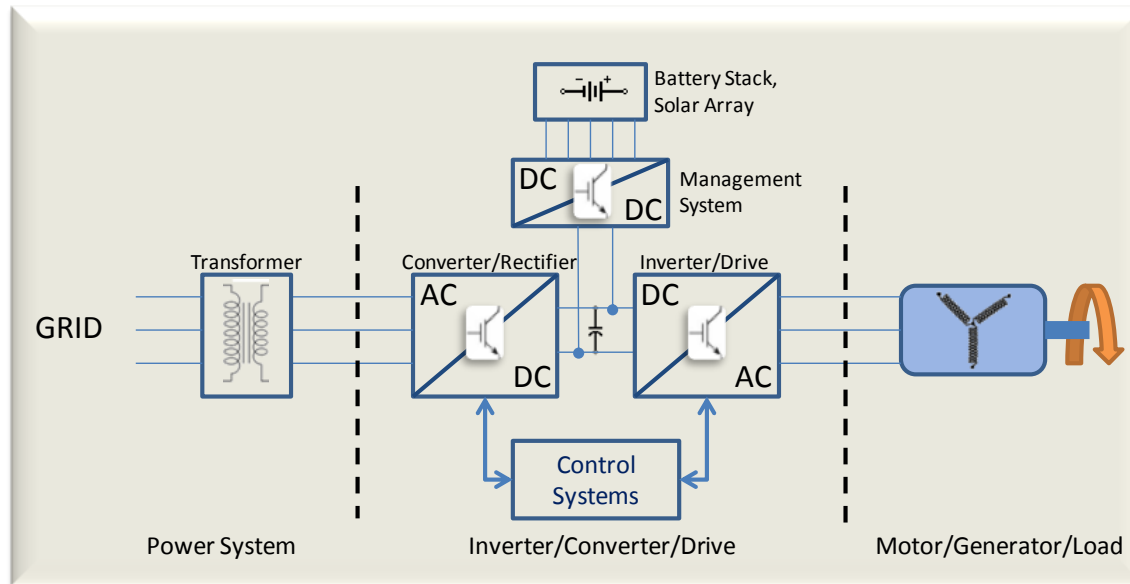 − +
Battery Stack,
Solar Array
DC
DC
Management
System
Transformer
Converter/Rectifier
Inverter/Drive
AC
DC
DC
AC
GRID
Control
Systems
Power System
Inverter/Converter/Drive
Motor/Generator/Load